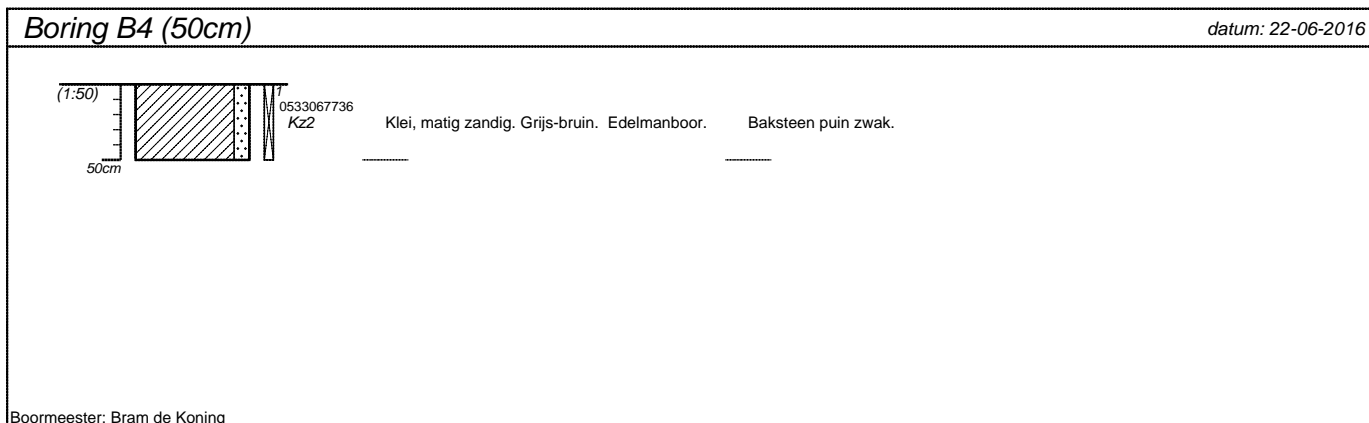 Boring B4 (50cm)
datum: 22-06-2016
(1:50)
1
0533067736
Kz2
Klei, matig zandig. Grijs-bruin. Edelmanboor.
Baksteen puin zwak.
50cm
Boormeester: Bram de Koning